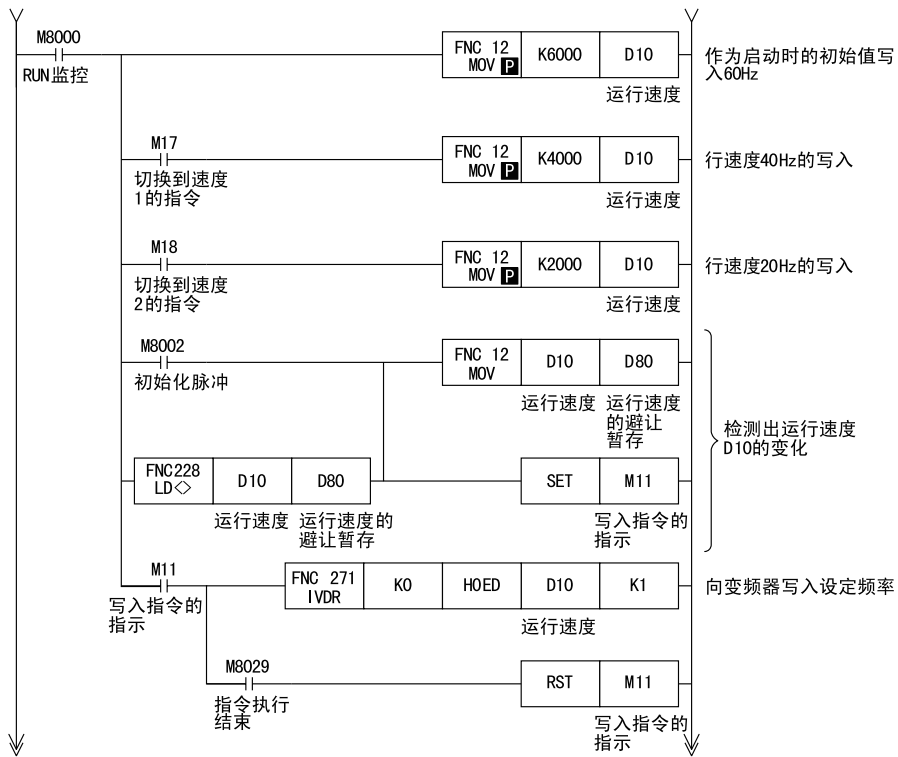 M8000
RUN监控
FNC 12
MOV P
K6000
D10
运行速度
作为启动时的初始值写
入60Hz
M17
切换到速度
1的指令
FNC 12
MOV P
K4000
D10
运行速度
行速度40Hz的写入
M18
切换到速度
2的指令
FNC 12
MOV P
K2000
D10
运行速度
行速度20Hz的写入
M8002
初始化脉冲
FNC 12
MOV
D10
D80
运行速度
运行速度
的避让
暂存
检测出运行速度
D10的变化
FNC228
LD<>
D10
D80
运行速度
运行速度的
避让暂存
SET
M11
写入指令的
指示
M11
写入指令的
指示
FNC 271
IVDR
K0
H0ED
D10
K1
运行速度
向变频器写入设定频率
M8029
指令执行
结束
RST
M11
写入指令的
指示